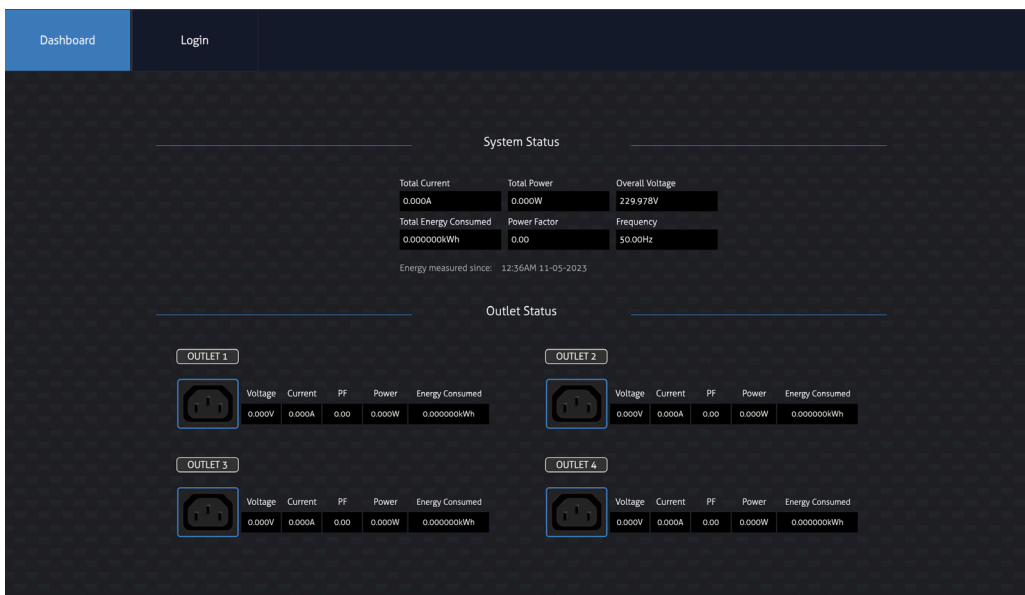 Dashboard Login
System Status
Total Current Total Power Overall Voltage
0.000A 0.000W 229.978V
Total Energy Consumed Power Factor Frequency
0.000000kWh 0.00 50.00Hz
Energy measured since: 12:36AM 11-05-2023
Outlet Status
OUTLET 1 OUTLET 2
Voltage Current PF Power Energy Consumed Voltage Current PF Power Energy Consumed
0.000V 0.000A 0.00 0.000W 0.000000kWh 0.000V 0.000A 0.00 0.000W 0.000000kWh
OUTLET 3 OUTLET 4
Voltage Current PF Power Energy Consumed Voltage Current PF Power Energy Consumed
0.000V 0.000A 0.00 0.000W 0.000000kWh 0.000V 0.000A 0.00 0.000W 0.000000kWh